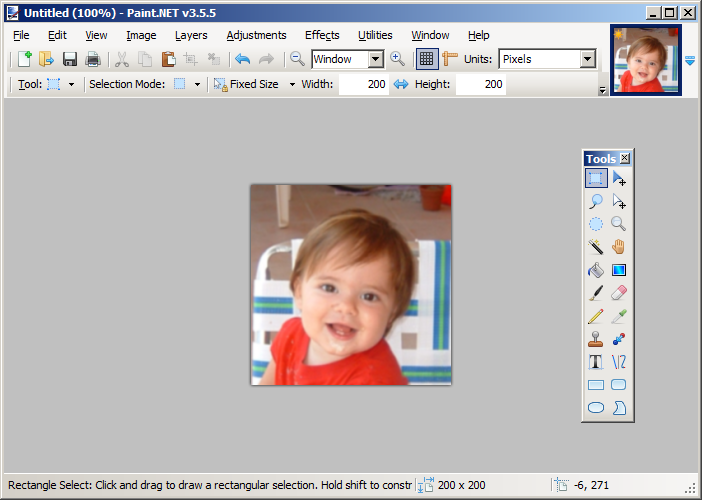 Untitled (100%) - Paint.NET v3.5.5
File Edit View Image Layers Adjustments Effects Utilities Window Help
Window Units: Pixels
Tool: Selection Mode: Fixed Size Width: 200 Height: 200
Tools
T
Rectangle Select: Click and drag to draw a rectangular selection. Hold shift to constr 200 x 200 -6, 271